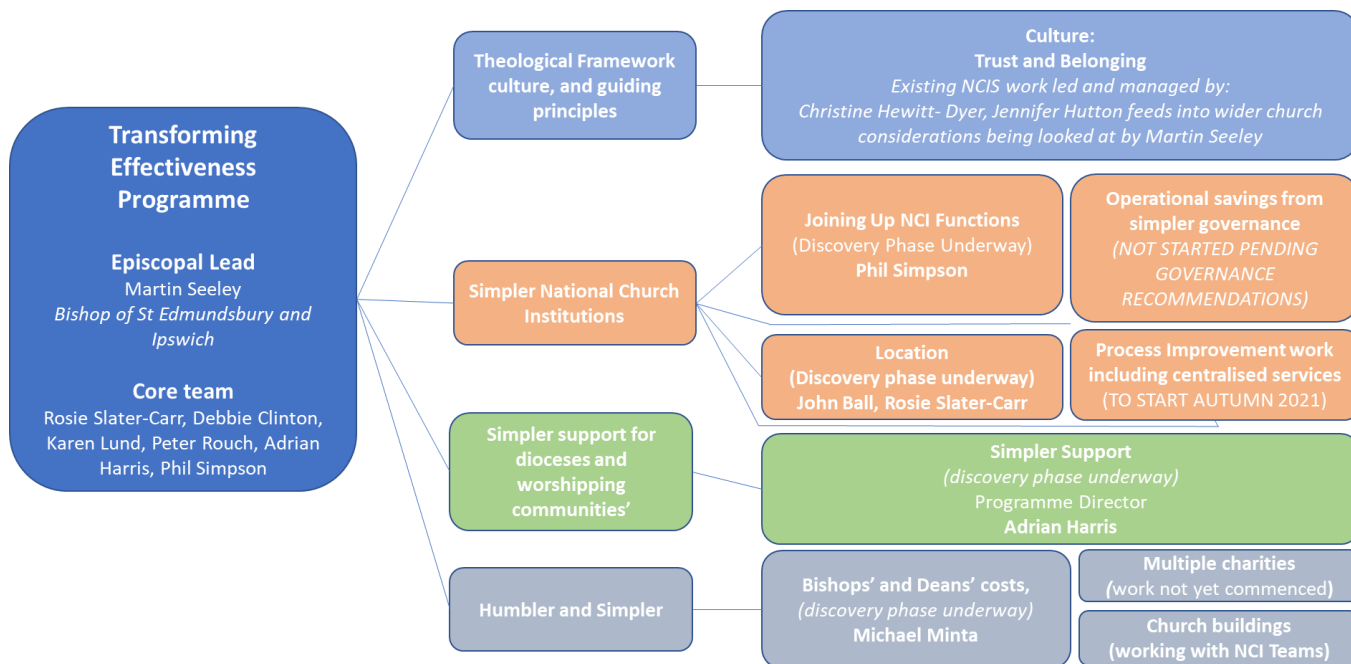 Transforming
Effectiveness
Programme
Episcopal Lead
Martin Seeley
Bishop of St Edmundsbury and
Ipswich
Core team
Rosie Slater-Carr, Debbie Clinton,
Karen Lund, Peter Rouch, Adrian
Harris, Phil Simpson
Theological Framework
culture, and guiding
principles
Culture:
Trust and Belonging
Existing NCIS work led and managed by:
Christine Hewitt- Dyer, Jennifer Hutton feeds into wider church
considerations being looked at by Martin Seeley
Simpler National Church
Institutions
Joining Up NCI Functions
(Discovery Phase Underway)
Phil Simpson
Operational savings from
simpler governance
(NOT STARTED PENDING
GOVERNANCE
RECOMMENDATIONS)
Location
(Discovery phase underway)
John Ball, Rosie Slater-Carr
Process Improvement work
including centralised services
(TO START AUTUMN 2021)
Simpler support for
dioceses and
worshipping
communities’
Simpler Support
(discovery phase underway)
Programme Director
Adrian Harris
Humbler and Simpler
Bishops’ and Deans’ costs,
(discovery phase underway)
Michael Minta
Multiple charities
(work not yet commenced)
Church buildings
(working with NCI Teams)